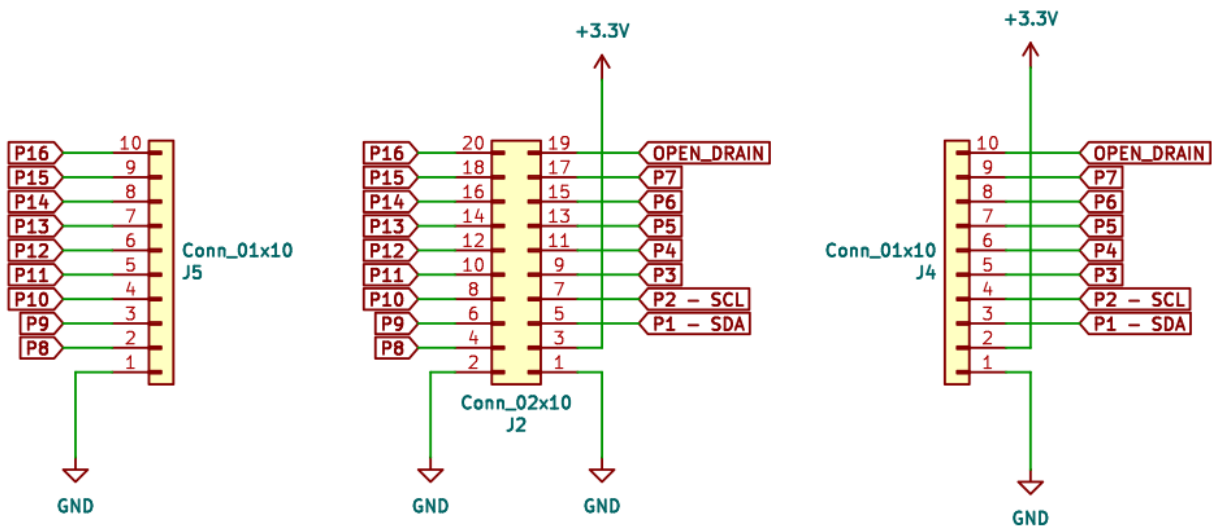 +3.3V
+3.3V
P16 10
P15 9
P14 8
P13 7
P12 6
P11 5
P10 4
P9 3
P8 2
1
Conn_01x10
J5
GND
P16 20 19 OPEN_DRAIN
P15 18 17 P7
P14 16 15 P6
P13 14 13 P5
P12 12 11 P4
P11 10 9 P3
P10 8 7 P2 - SCL
P9 6 5 P1 - SDA
P8 4 3
2 1
Conn_02x10
J2
GND GND
10 OPEN_DRAIN
9 P7
8 P6
7 P5
6 P4
5 P3
4 P2 - SCL
3 P1 - SDA
2
1
Conn_01x10
J4
GND